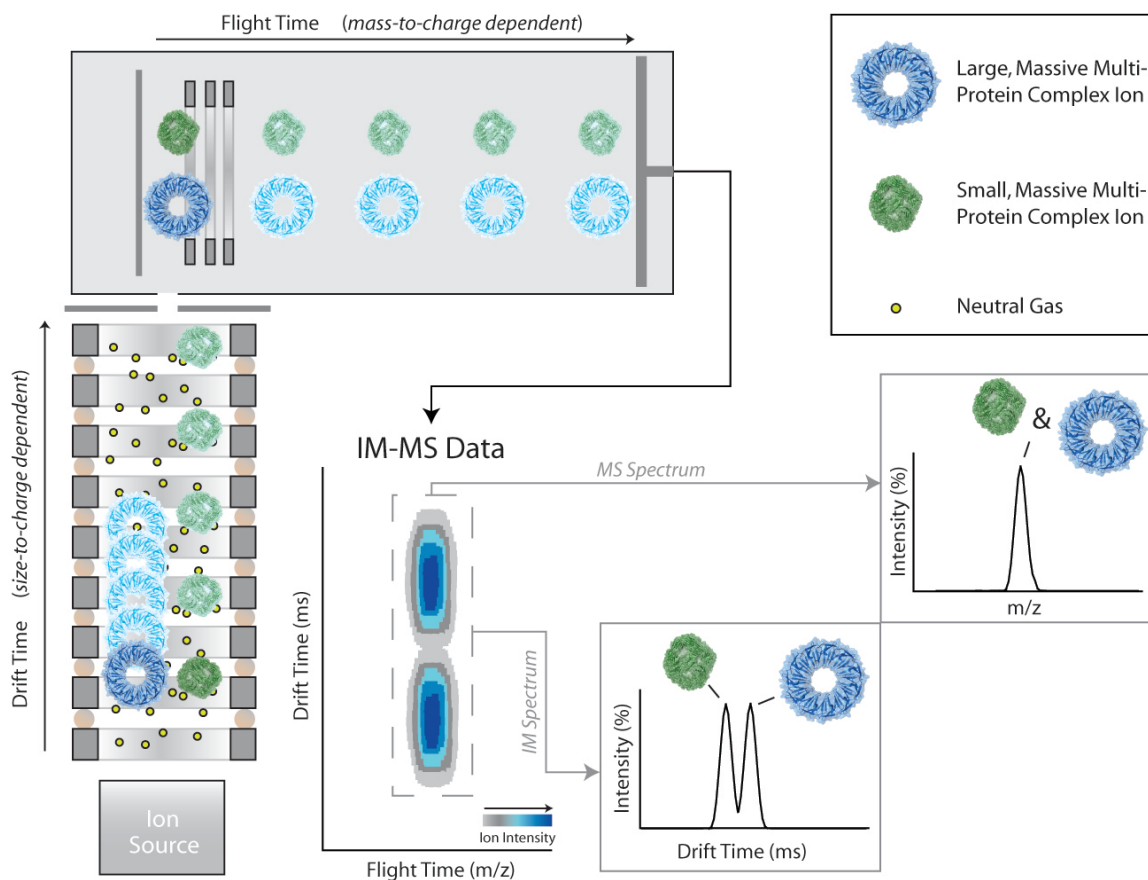 Flight Time (mass-to-charge dependent)
Large, Massive Multi-
Protein Complex Ion
Small, Massive Multi-
Protein Complex Ion
Neutral Gas
Drift Time (size-to-charge dependent)
Ion
Source
IM-MS Data
Drift Time (ms)
Flight Time (m/z)
Ion Intensity
MS Spectrum
IM Spectrum
&
Intensity (%)
m/z
Intensity (%)
Drift Time (ms)